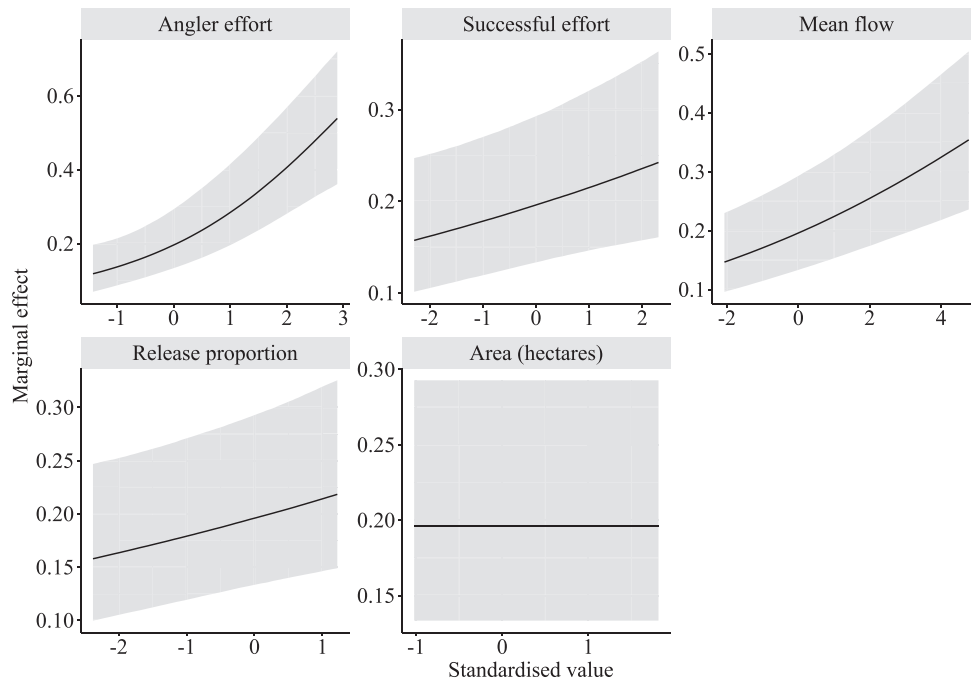 Angler effort
Successful effort
Mean flow
0.6
0.4
0.2
-1 0 1 2 3
0.3
0.2
0.1
-2 -1 0 1 2
0.5
0.4
0.3
0.2
0.1
-2 0 2 4
Marginal effect
Release proportion
Area (hectares)
0.30
0.25
0.20
0.15
0.10
-2 -1 0 1
0.30
0.25
0.20
0.15
-1 0 1
Standardised value